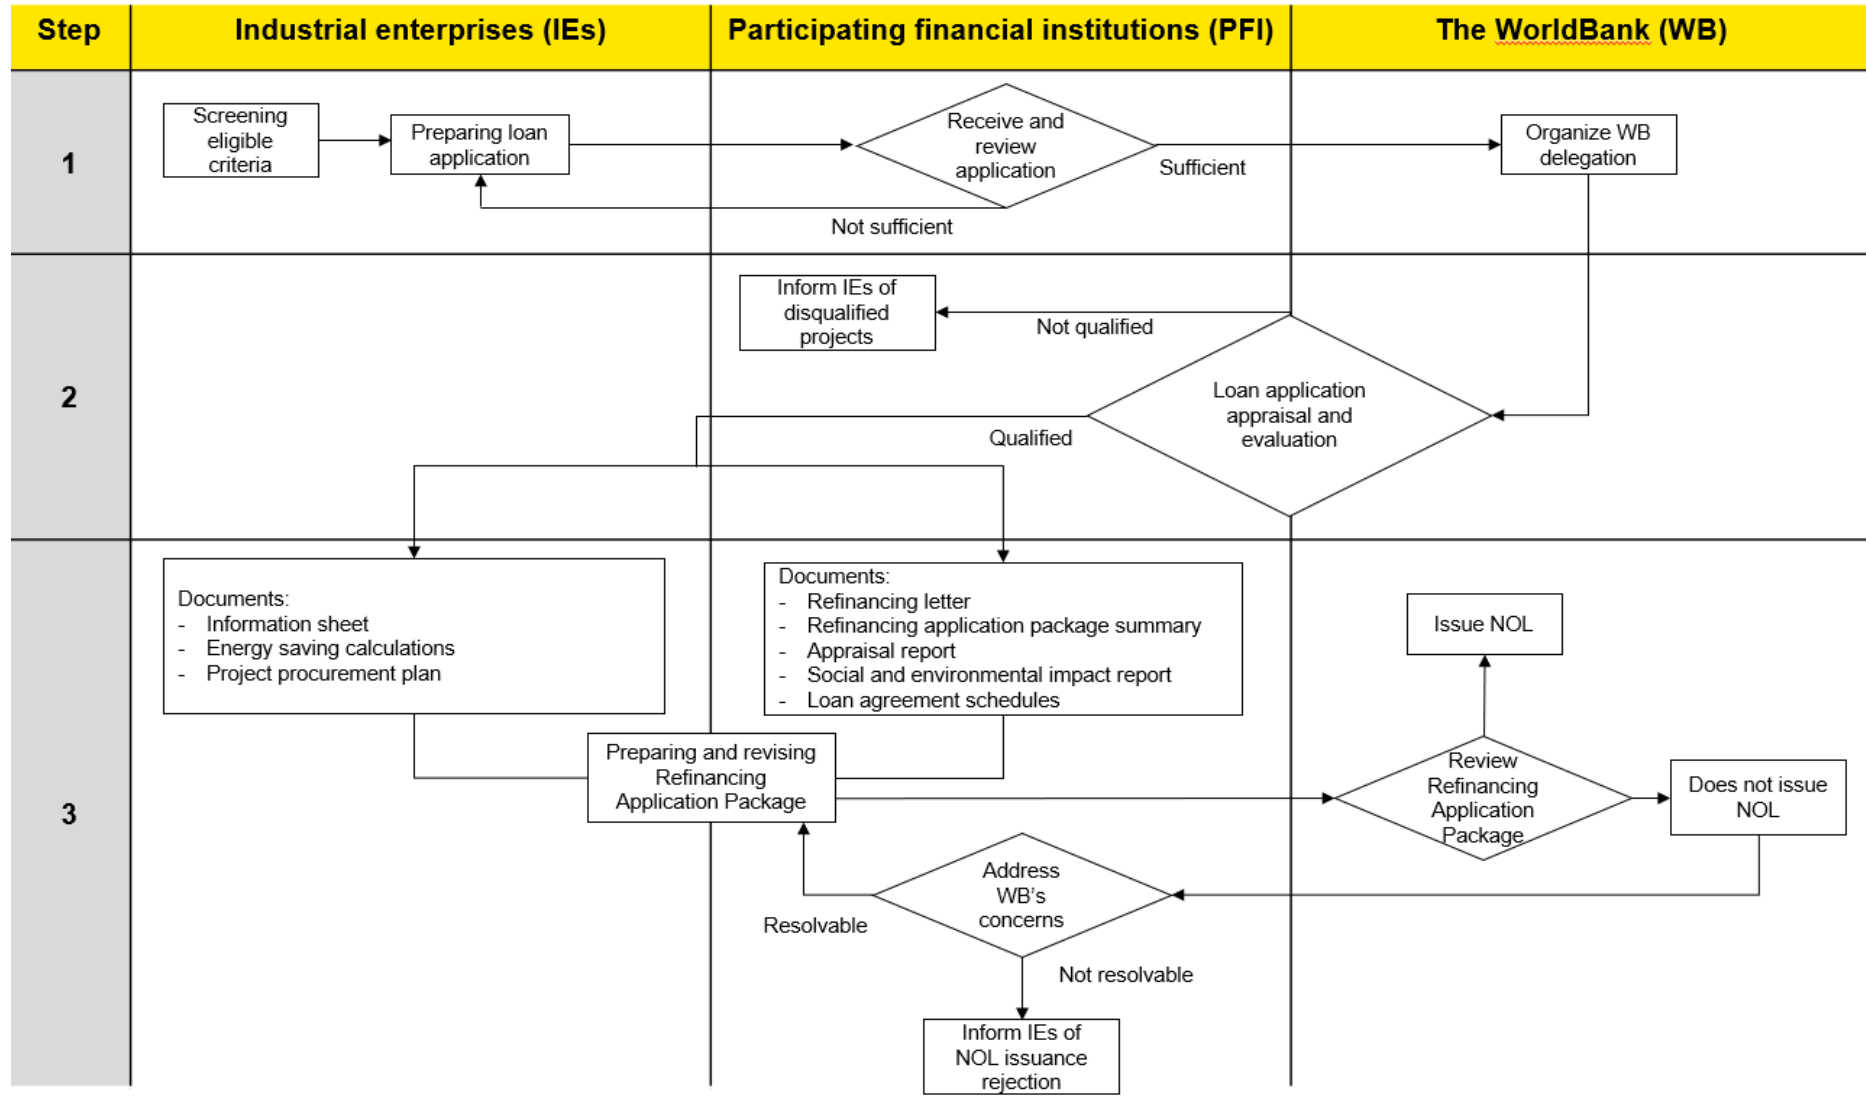 Step
Industrial enterprises (IEs)
Participating financial institutions (PFI)
The WorldBank (WB)
1
Screening
eligible
criteria
Preparing loan
application
Receive and
review
application
Sufficient
Not sufficient
Organize WB
delegation
2
Inform IEs of
disqualified
projects
Not qualified
Loan application
appraisal and
evaluation
Qualified
3
Documents:
- Information sheet
- Energy saving calculations
- Project procurement plan
Documents:
- Refinancing letter
- Refinancing application package summary
- Appraisal report
- Social and environmental impact report
- Loan agreement schedules
Issue NOL
Preparing and revising
Refinancing
Application Package
Review
Refinancing
Application
Package
Does not issue
NOL
Address
WB's
concerns
Resolvable
Not resolvable
Inform IEs of
NOL issuance
rejection